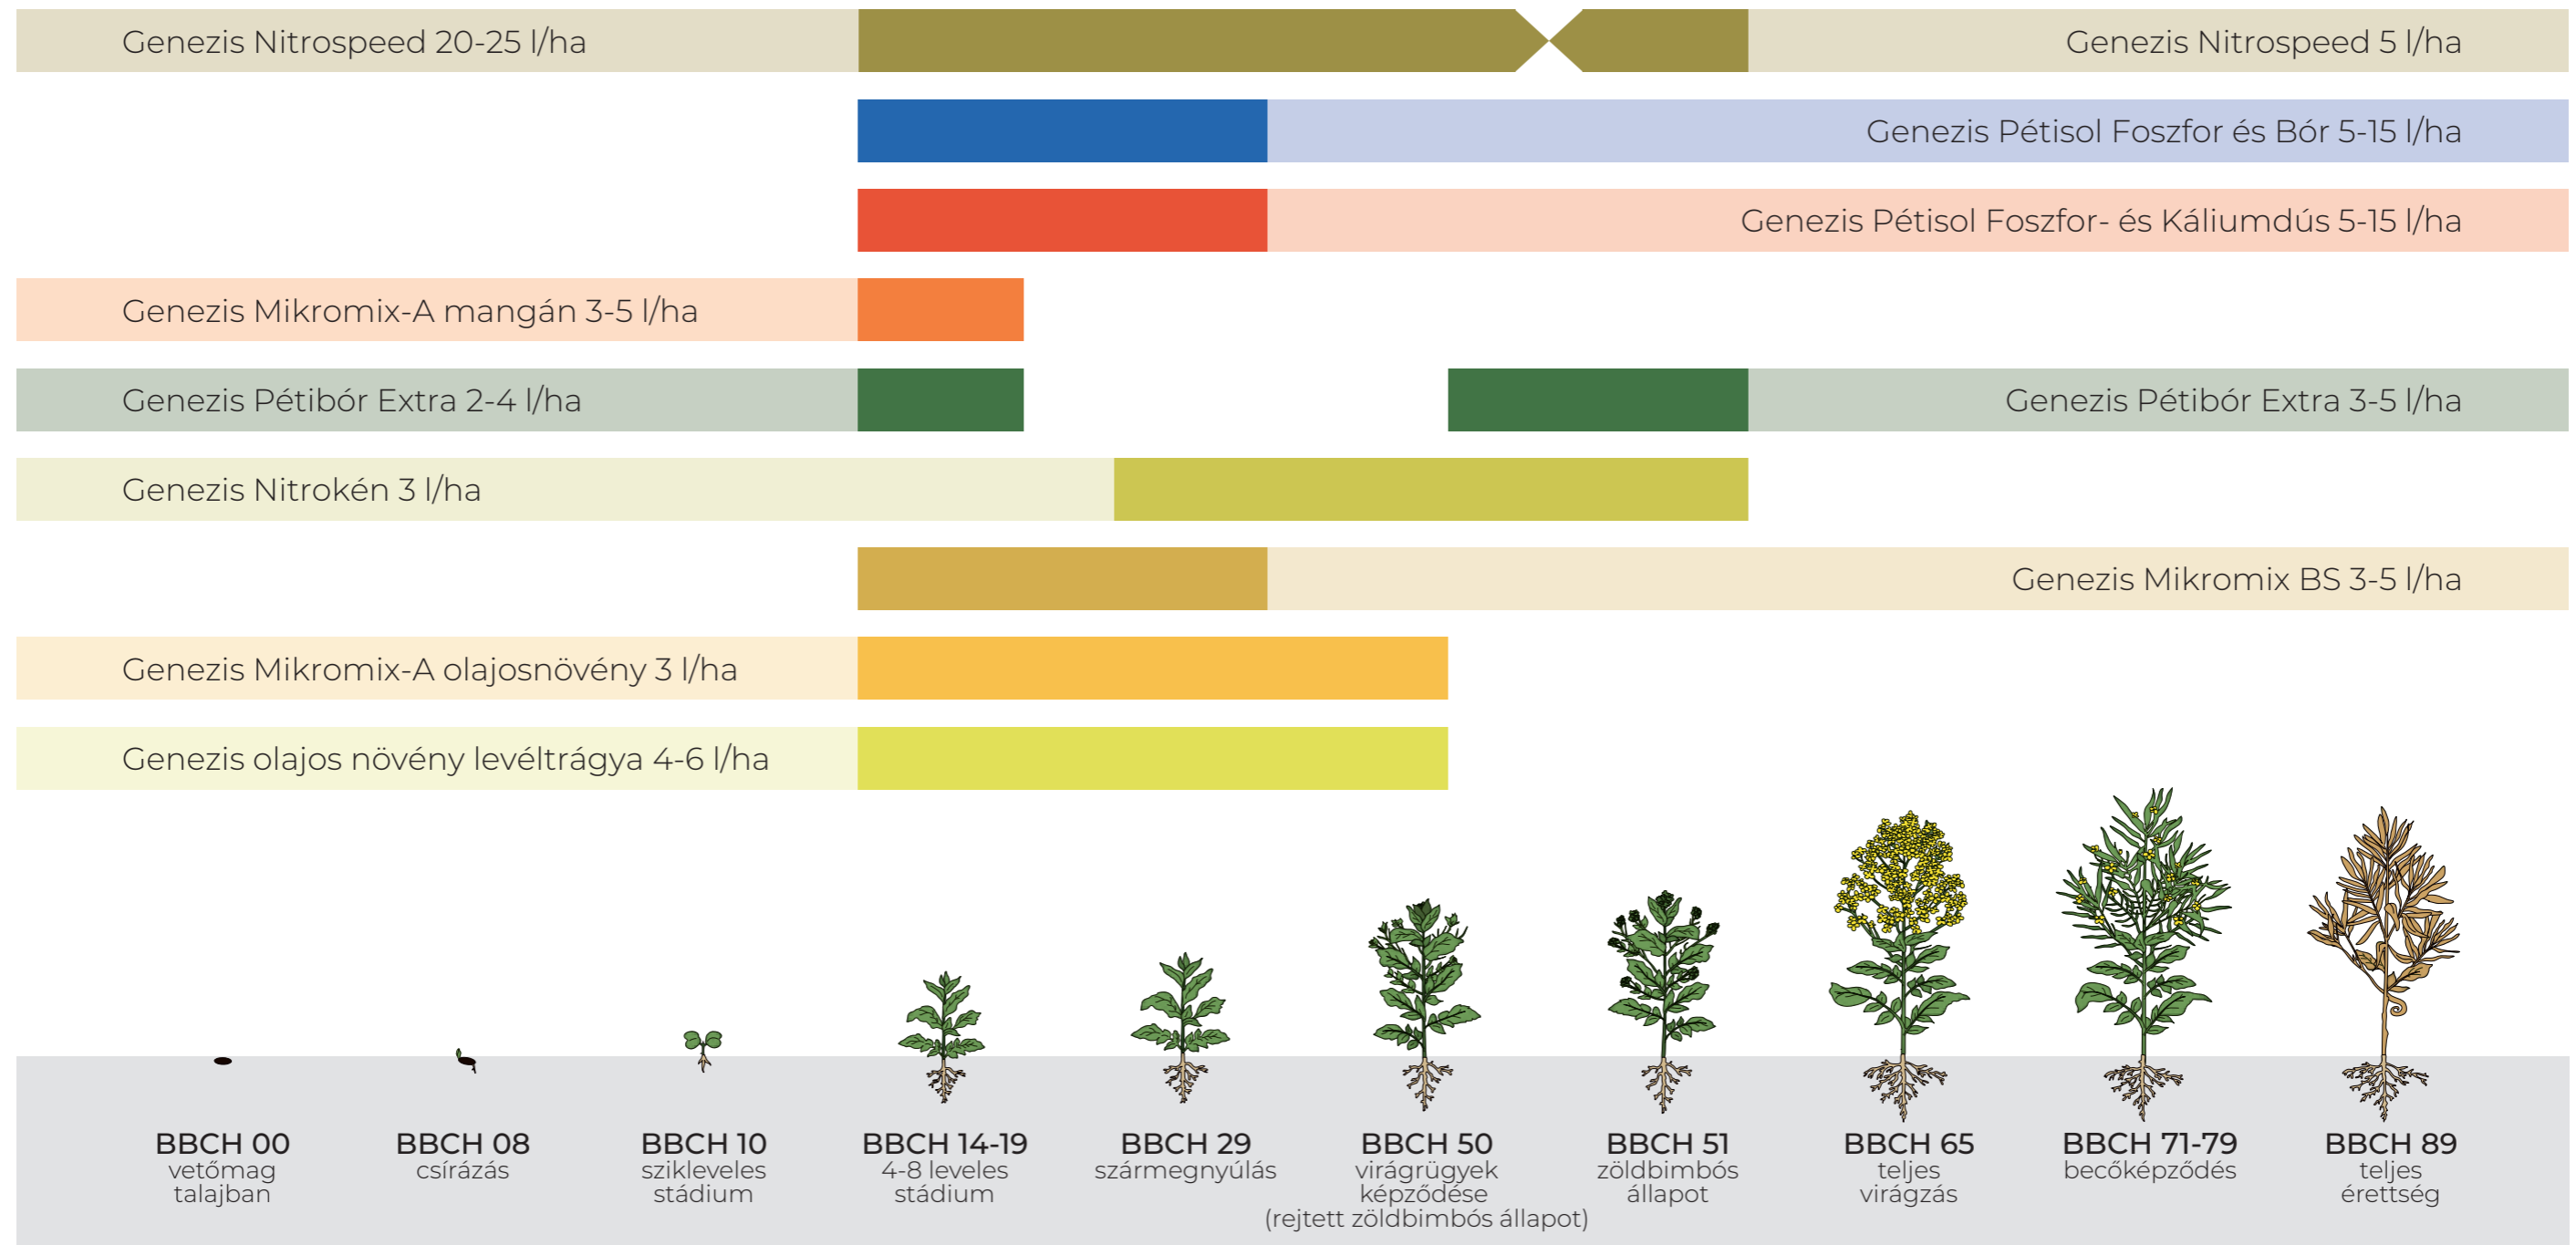 Genezis Nitrospeed 20-25 l/ha
Genezis Nitrospeed 5 l/ha
Genezis Pétisol Foszfor és Bór 5-15 l/ha
Genezis Pétisol Foszfor- és Káliumdús 5-15 l/ha
Genezis Mikromix-A mangán 3-5 l/ha
Genezis Pétibór Extra 2-4 l/ha
Genezis Pétibór Extra 3-5 l/ha
Genezis Nitrokén 3 l/ha
Genezis Mikromix BS 3-5 l/ha
Genezis Mikromix-A olajosnövény 3 l/ha
Genezis olajos növény levéltrágya 4-6 l/ha
BBCH 00
vetőmag
talajban
BBCH 08
csírázás
BBCH 10
szikleveles
stádium
BBCH 14-19
4-8 leveles
stádium
BBCH 29
szármegnyúlás
BBCH 50
virágrügyek
képződése
(rejtett zöldbimbós állapot)
BBCH 51
zöldbimbós
állapot
BBCH 65
teljes
virágzás
BBCH 71-79
becőképződés
BBCH 89
teljes
érettség